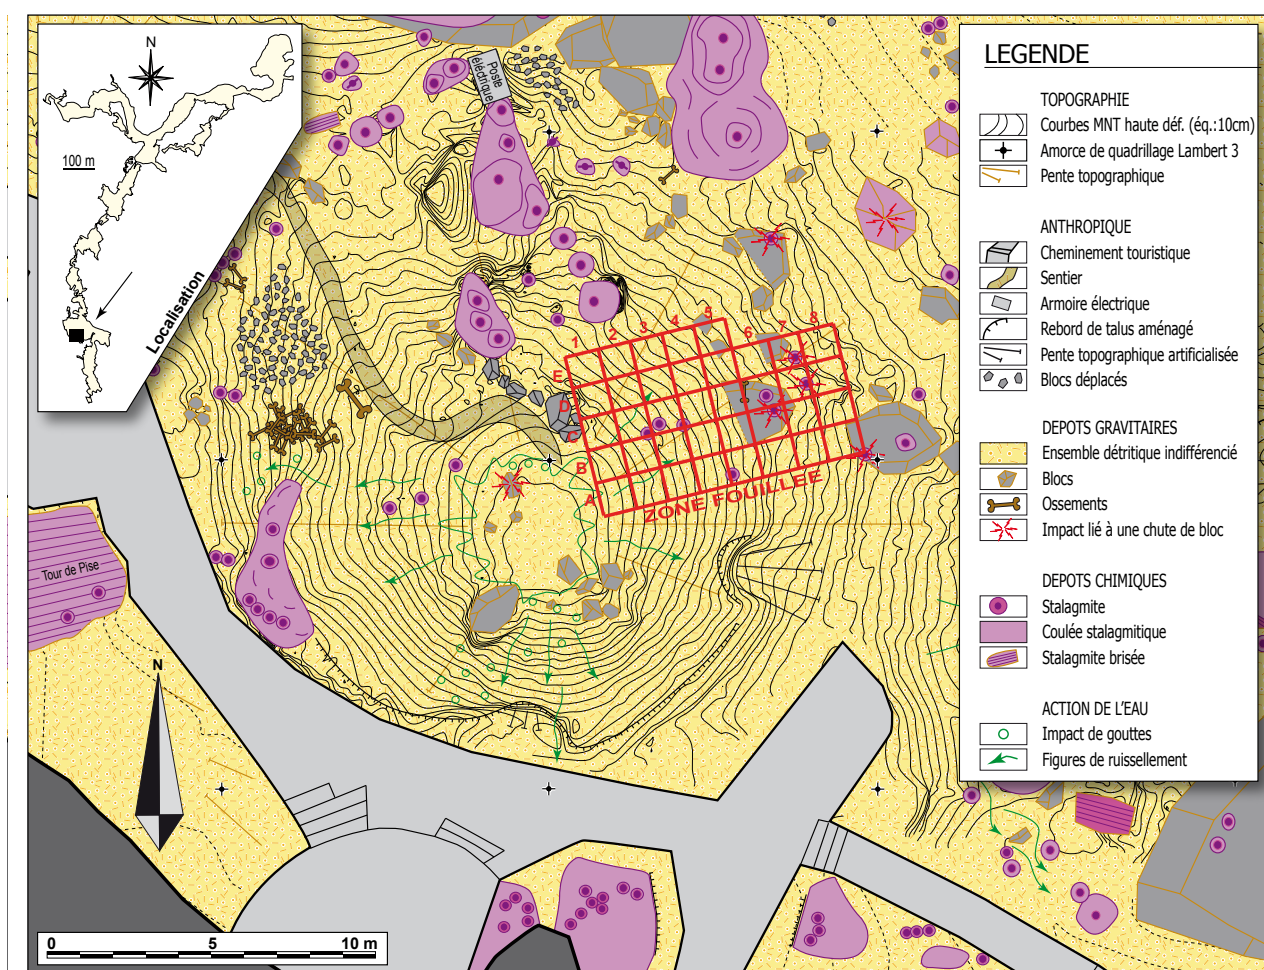 N
100 m
Localisation
Poste
éléctrique
1 2 3 4 5 6 7 8
E
D
C
B
A
ZONE FOUILLEE
Tour de Pise
N
0 5 10 m
LEGENDE
TOPOGRAPHIE
Courbes MNT haute déf. (éq.:10cm)
Amorce de quadrillage Lambert 3
Pente topographique
ANTHROPIQUE
Cheminement touristique
Sentier
Armoire électrique
Rebord de talus aménagé
Pente topographique artificialisée
Blocs déplacés
DEPOTS GRAVITAIRES
Ensemble détritique indifférencié
Blocs
Ossements
Impact lié à une chute de bloc
DEPOTS CHIMIQUES
Stalagmite
Coulée stalagmitique
Stalagmite brisée
ACTION DE L'EAU
Impact de gouttes
Figures de ruissellement